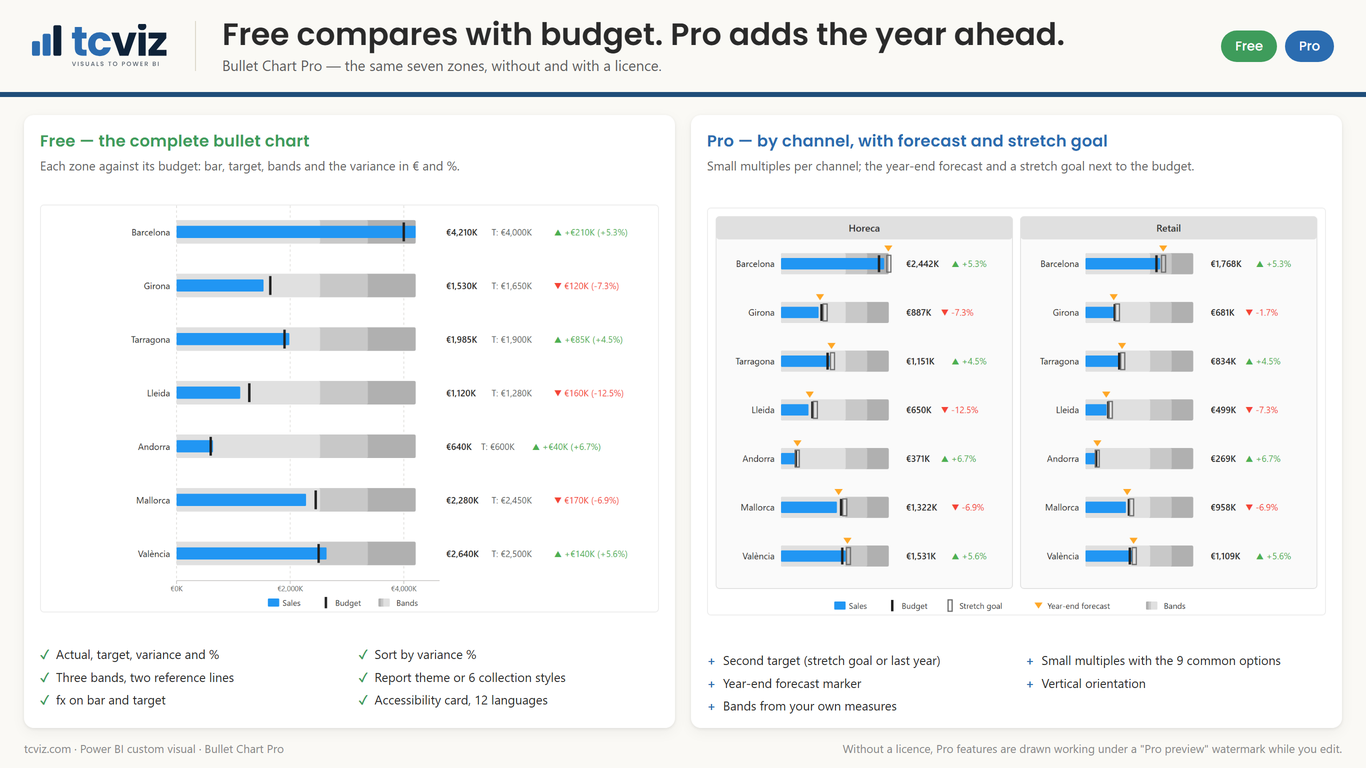 tcviz
VISUALS TO POWER BI
Free compares with budget. Pro adds the year ahead.
Bullet Chart Pro — the same seven zones, without and with a licence.
Free
Pro
Free — the complete bullet chart
Each zone against its budget: bar, target, bands and the variance in € and %.
Barcelona €4,210K T: €4,000K ▲ +€210K (+5.3%)
Girona €1,530K T: €1,650K ▼ €120K (-7.3%)
Tarragona €1,985K T: €1,900K ▲ +€85K (+4.5%)
Lleida €1,120K T: €1,280K ▼ €160K (-12.5%)
Andorra €640K T: €600K ▲ +€40K (+6.7%)
Mallorca €2,280K T: €2,450K ▼ €170K (-6.9%)
València €2,640K T: €2,500K ▲ +€140K (+5.6%)
€0K €2,000K €4,000K
Sales Budget Bands
✓ Actual, target, variance and %
✓ Three bands, two reference lines
✓ fx on bar and target
✓ Sort by variance %
✓ Report theme or 6 collection styles
✓ Accessibility card, 12 languages
Pro — by channel, with forecast and stretch goal
Small multiples per channel; the year-end forecast and a stretch goal next to the budget.
Horeca
Barcelona €2,442K ▲ +5.3%
Girona €887K ▼ -7.3%
Tarragona €1,151K ▲ +4.5%
Lleida €650K ▼ -12.5%
Andorra €371K ▲ +6.7%
Mallorca €1,322K ▼ -6.9%
València €1,531K ▲ +5.6%
Retail
Barcelona €1,768K ▲ +5.3%
Girona €681K ▼ -1.7%
Tarragona €834K ▲ +4.5%
Lleida €499K ▼ -7.3%
Andorra €269K ▲ +6.7%
Mallorca €958K ▼ -6.9%
València €1,109K ▲ +5.6%
Sales Budget Stretch goal Year-end forecast Bands
+ Second target (stretch goal or last year)
+ Year-end forecast marker
+ Bands from your own measures
+ Small multiples with the 9 common options
+ Vertical orientation
tcviz.com · Power BI custom visual · Bullet Chart Pro
Without a licence, Pro features are drawn working under a "Pro preview" watermark while you edit.